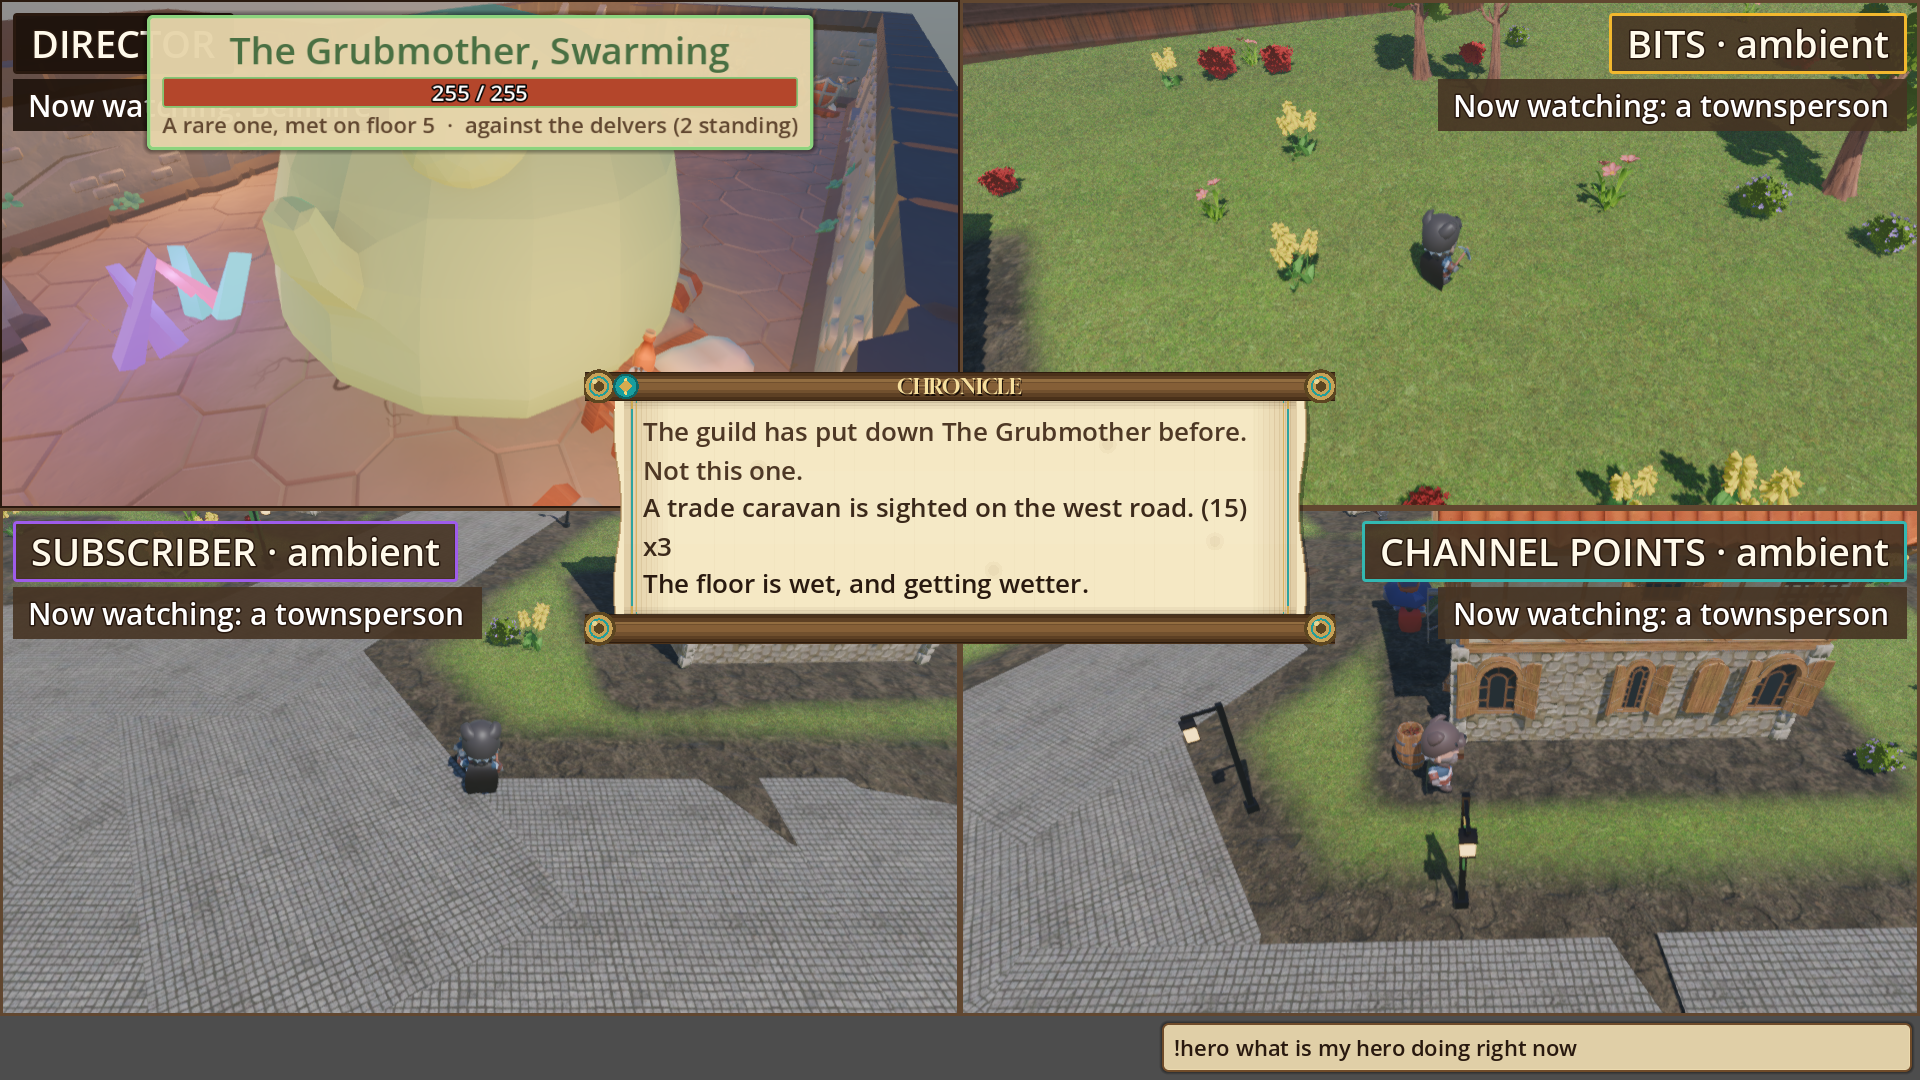 DIRECTOR
The Grubmother, Swarming
255 / 255
A rare one, met on floor 5 · against the delvers (2 standing)
Now watching: Bellmire
BITS · ambient
Now watching: a townsperson
CHRONICLE
The guild has put down The Grubmother before.
Not this one.
A trade caravan is sighted on the west road. (15)
x3
The floor is wet, and getting wetter.
SUBSCRIBER · ambient
Now watching: a townsperson
CHANNEL POINTS · ambient
Now watching: a townsperson
!hero what is my hero doing right now